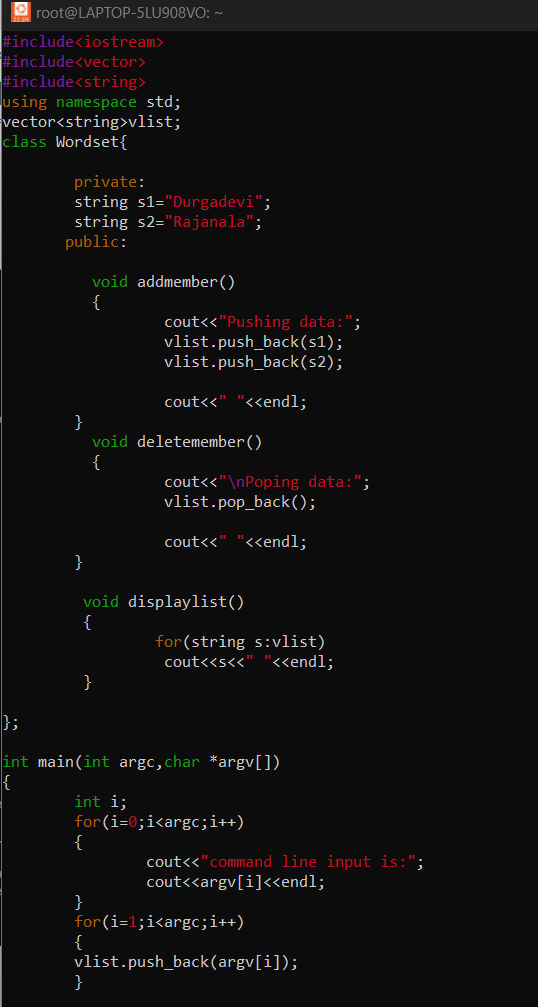 root@LAPTOP-5LU908VO: ~
#include<iostream>
#include<vector>
#include<string>
using namespace std;
vector<string>vlist;
class Wordset{
private:
string s1="Durgadevi";
string s2="Rajanala";
public:
void addmember()
{
cout<<"Pushing data:";
vlist.push_back(s1);
vlist.push_back(s2);
cout<<" "<<endl;
}
void deletemember()
{
cout<<"\nPoping data:";
vlist.pop_back();
cout<<" "<<endl;
}
void displaylist()
{
for(string s:vlist)
cout<<s<<" "<<endl;
}
};
int main(int argc,char *argv[])
{
int i;
for(i=0;i<argc;i++)
{
cout<<"command line input is:";
cout<<argv[i]<<endl;
}
for(i=1;i<argc;i++)
{
vlist.push_back(argv[i]);
}